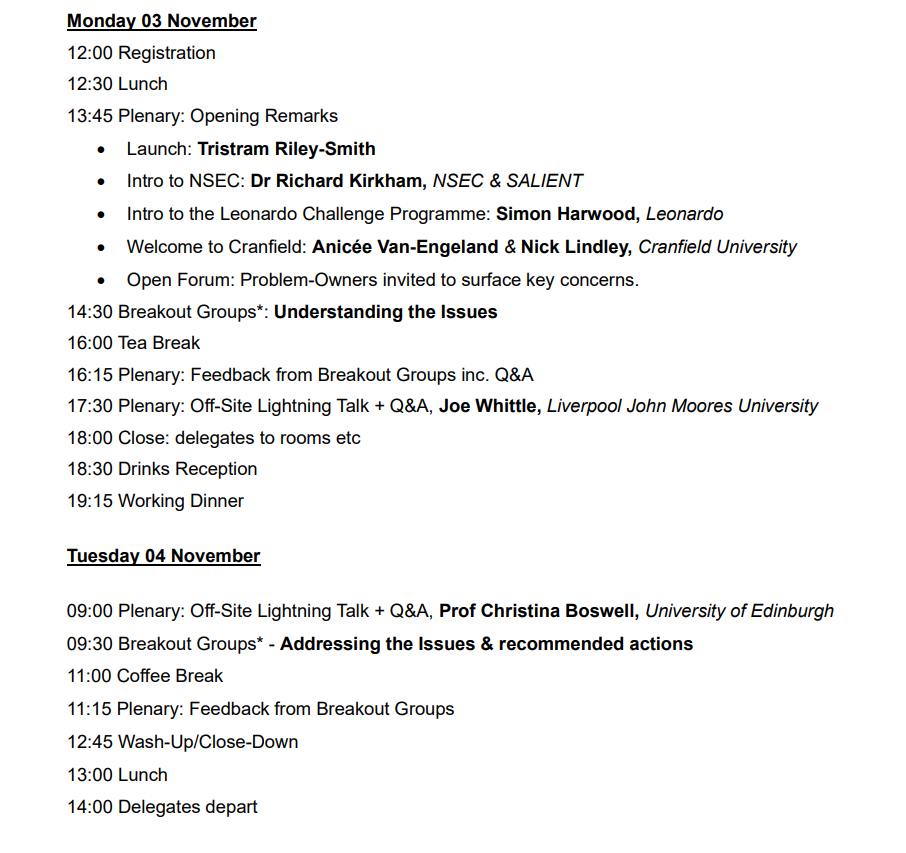 Monday 03 November
12:00 Registration
12:30 Lunch
13:45 Plenary: Opening Remarks
• Launch: Tristram Riley-Smith
• Intro to NSEC: Dr Richard Kirkham, NSEC & SALIENT
• Intro to the Leonardo Challenge Programme: Simon Harwood, Leonardo
• Welcome to Cranfield: Anicée Van-Engeland & Nick Lindley, Cranfield University
• Open Forum: Problem-Owners invited to surface key concerns.
14:30 Breakout Groups*: Understanding the Issues
16:00 Tea Break
16:15 Plenary: Feedback from Breakout Groups inc. Q&A
17:30 Plenary: Off-Site Lightning Talk + Q&A, Joe Whittle, Liverpool John Moores University
18:00 Close: delegates to rooms etc
18:30 Drinks Reception
19:15 Working Dinner
Tuesday 04 November
09:00 Plenary: Off-Site Lightning Talk + Q&A, Prof Christina Boswell, University of Edinburgh
09:30 Breakout Groups* - Addressing the Issues & recommended actions
11:00 Coffee Break
11:15 Plenary: Feedback from Breakout Groups
12:45 Wash-Up/Close-Down
13:00 Lunch
14:00 Delegates depart